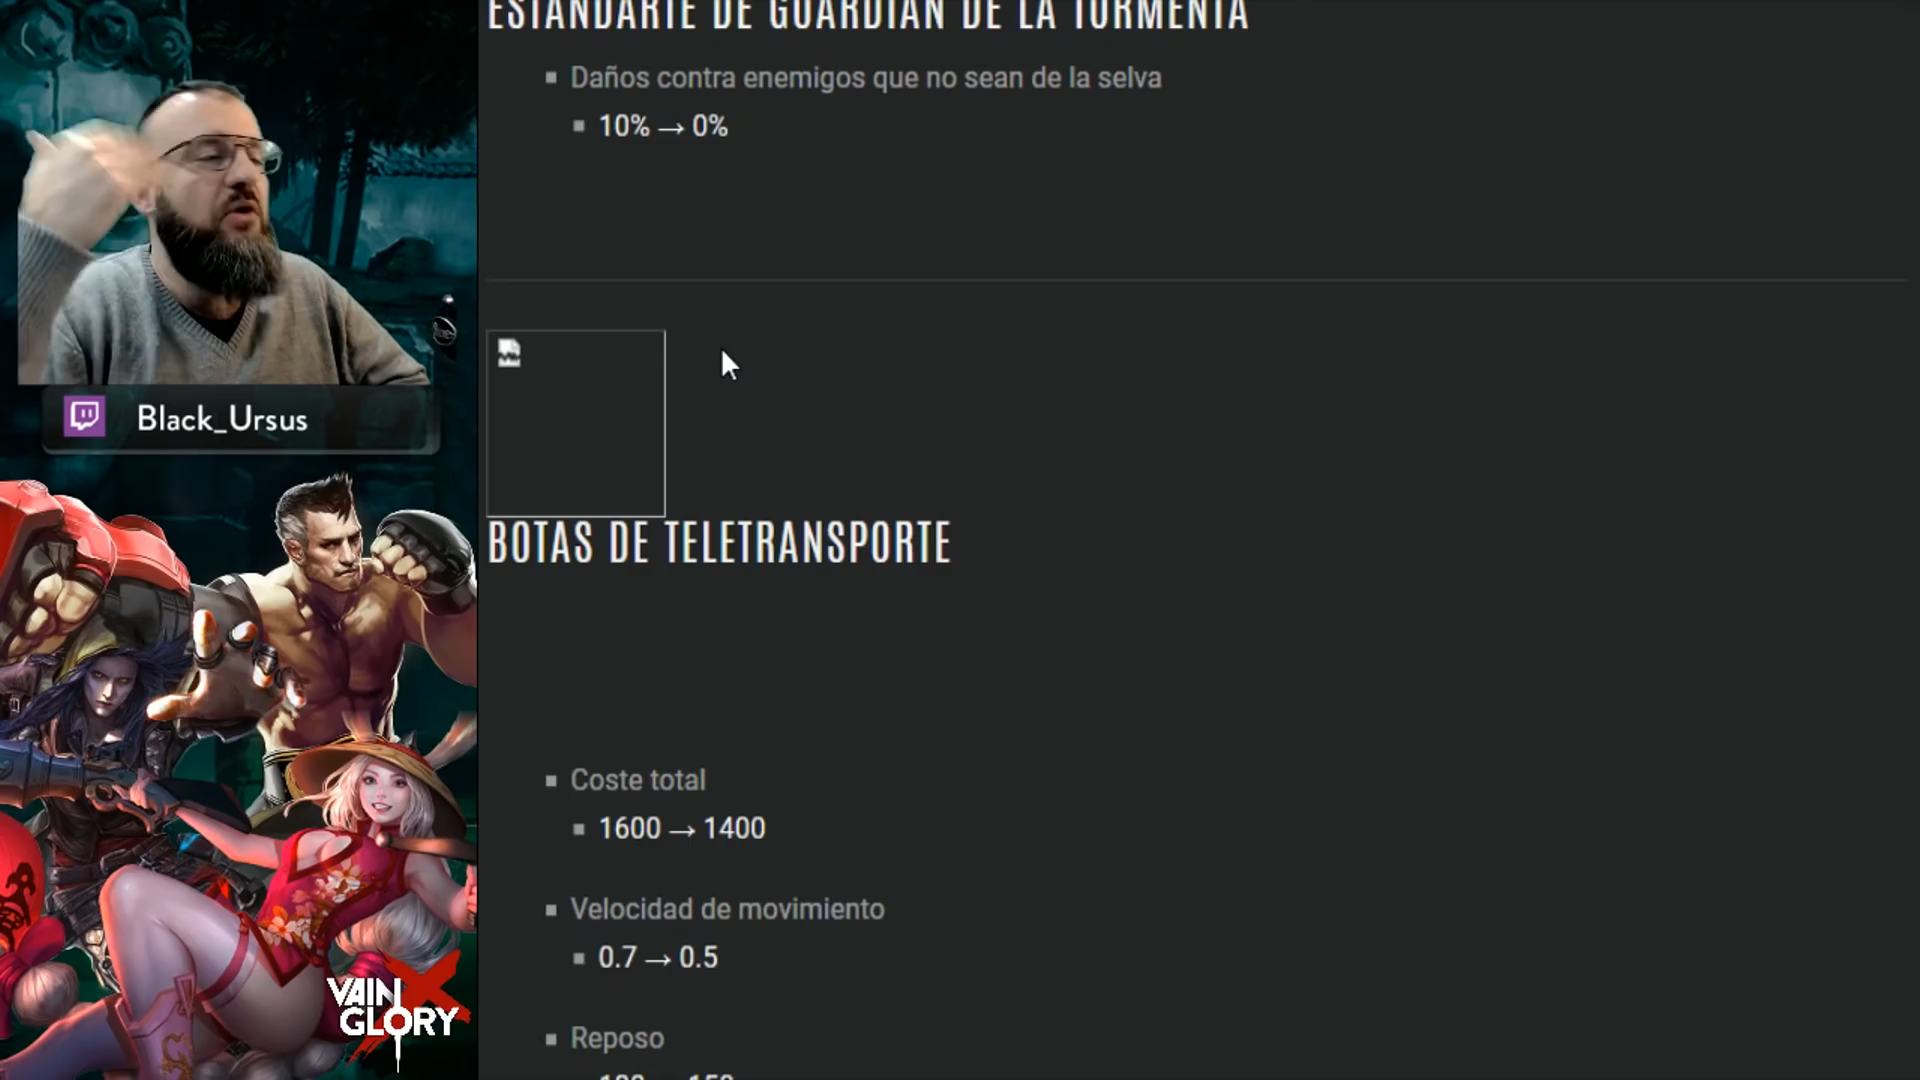 ESTANDARTE DE GUARDIÁN DE LA TORMENTA
Daños contra enemigos que no sean de la selva
10% → 0%
Black_Ursus
BOTAS DE TELETRANSPORTE
Coste total
1600 → 1400
Velocidad de movimiento
0.7 → 0.5
VAIN
GLORY
Reposo